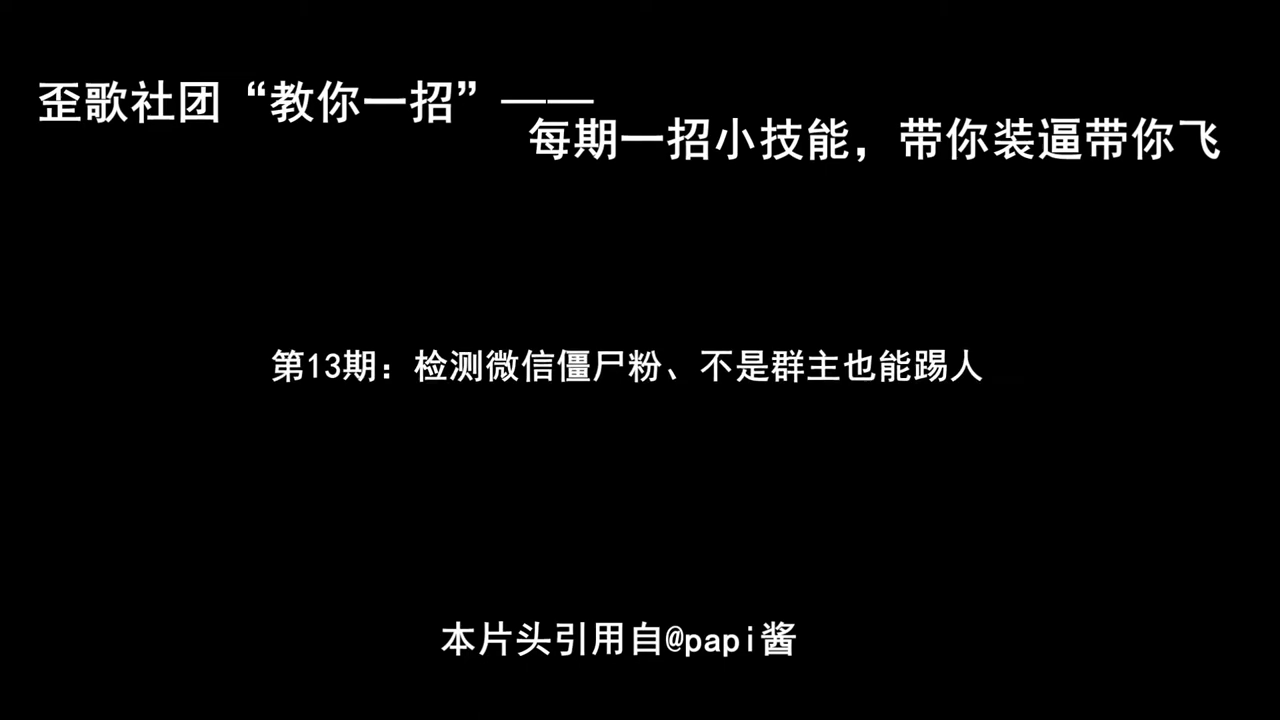 歪歌社团“教你一招”——
每期一招小技能，带你装逼带你飞
第13期：检测微信僵尸粉、不是群主也能踢人
本片头引用自@papi酱